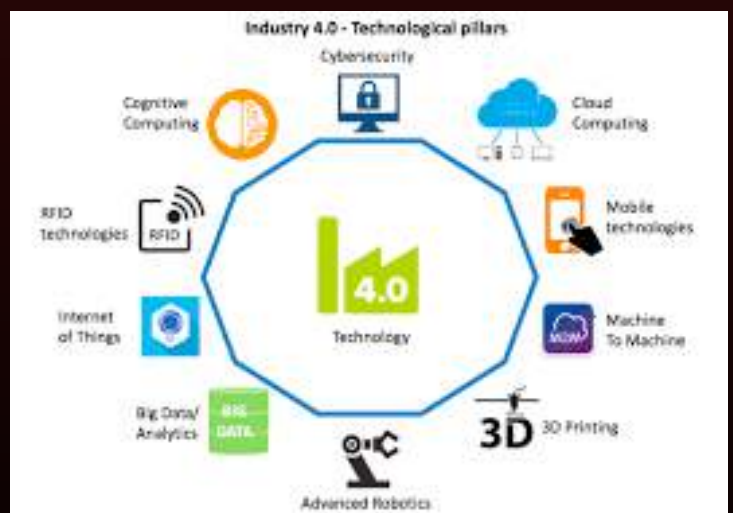 Industry 4.0 - Technological pillars
Cybersecurity
Cognitive
Computing
Cloud
Computing
RFID
technologies
RFID
Mobile
technologies
4.0
Technology
Internet
of Things
Machine
To Machine
M2M
Big Data/
Analytics
BIG
DATA
3D
3D Printing
Advanced Robotics